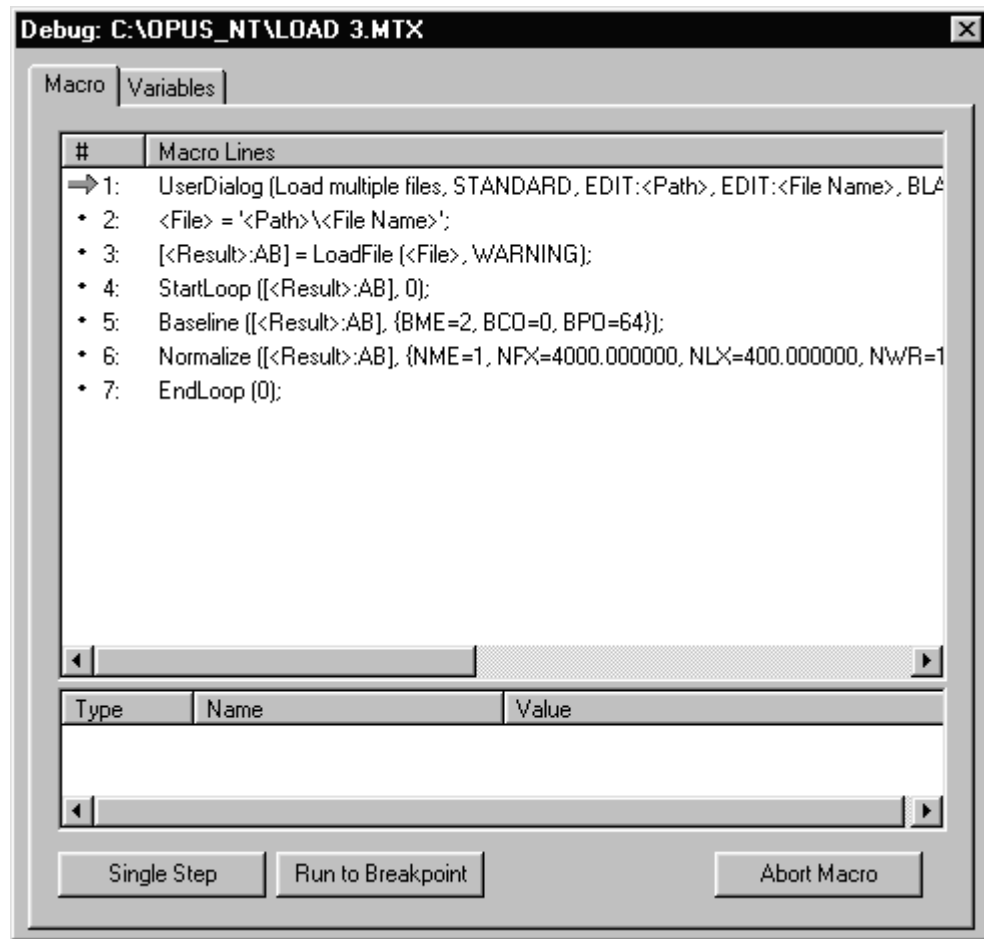 Debug: C:\OPUS_NT\LOAD 3.MTX
Macro Variables
# Macro Lines
1: UserDialog (Load multiple files, STANDARD, EDIT:<Path>, EDIT:<File Name>, BLA
2: <File> = '<Path>\<File Name>';
3: [<Result>:AB] = LoadFile (<File>, WARNING);
4: StartLoop ([<Result>:AB], 0);
5: Baseline ([<Result>:AB], {BME=2, BCO=0, BPO=64});
6: Normalize ([<Result>:AB], {NME=1, NFX=4000.000000, NLX=400.000000, NWR=1
7: EndLoop (0);
Type Name Value
Single Step Run to Breakpoint Abort Macro